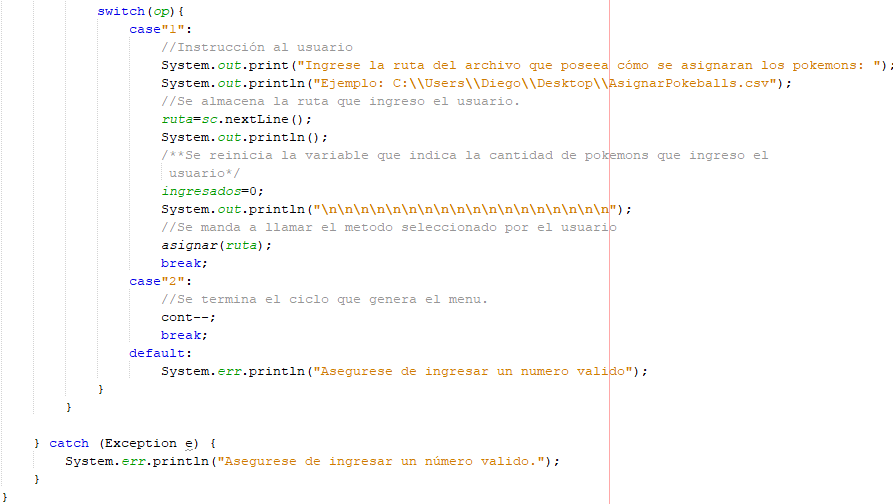 switch(op){
case"1":
//Instrucción al usuario
System.out.print("Ingrese la ruta del archivo que poseea cómo se asignaran los pokemons: ");
System.out.println("Ejemplo: C:\\Users\\Diego\\Desktop\\AsignarPokeballs.csv");
//Se almacena la ruta que ingreso el usuario.
ruta=sc.nextLine();
System.out.println();
/**Se reinicia la variable que indica la cantidad de pokemons que ingreso el
usuario*/
ingresados=0;
System.out.println("\n\n\n\n\n\n\n\n\n\n\n\n\n\n\n\n\n\n");
//Se manda a llamar el metodo seleccionado por el usuario
asignar(ruta);
break;
case"2":
//Se termina el ciclo que genera el menu.
cont--;
break;
default:
System.err.println("Asegurese de ingresar un numero valido");
}
}
} catch (Exception e) {
System.err.println("Asegurese de ingresar un número valido.");
}
}